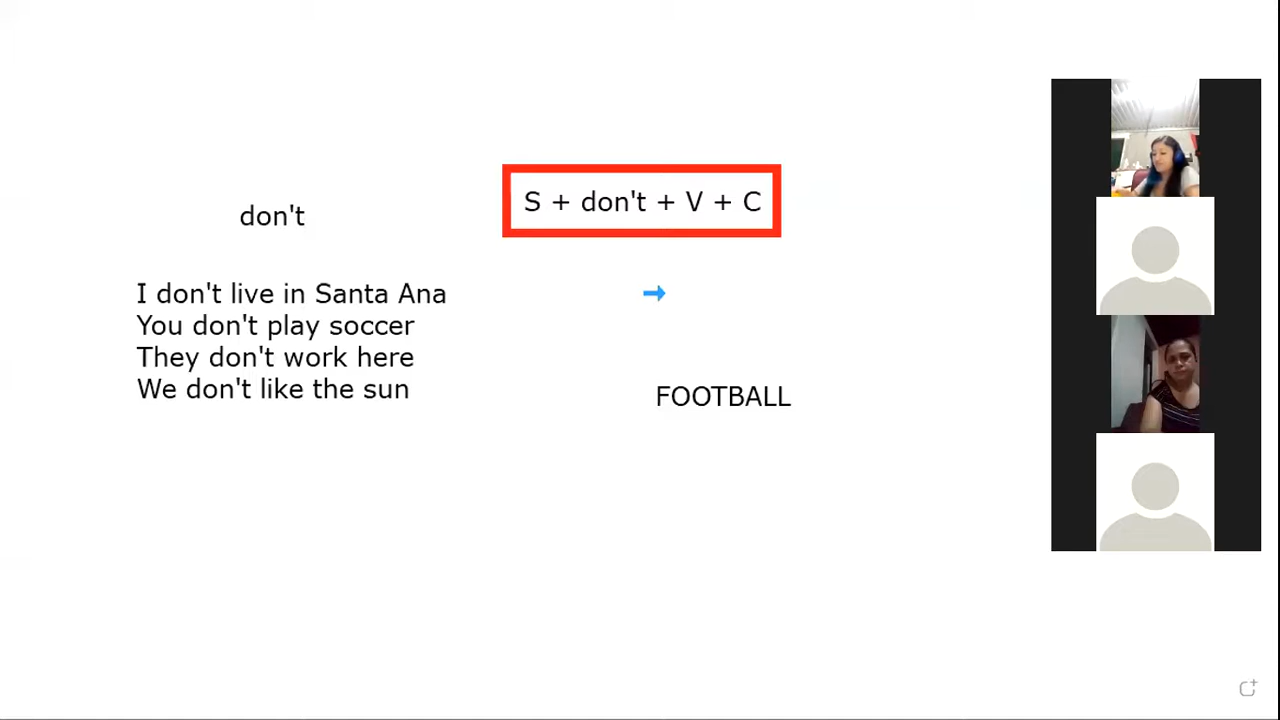 don't
S + don't + V + C
I don't live in Santa Ana
You don't play soccer
They don't work here
We don't like the sun
FOOTBALL